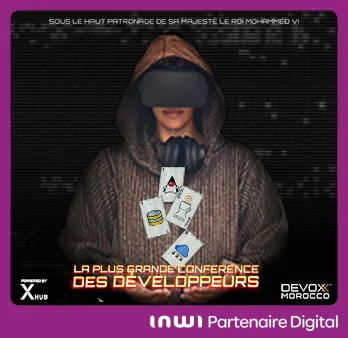 SOUS LE HAUT PATRONAGE DE SA MAJESTÉ LE ROI MOHAMMED VI
LA PLUS GRANDE CONFERENCE
DES DÉVELOPPEURS
POWERED BY
X HUB
DEVOXX
MOROCCO
inwi Partenaire Digital